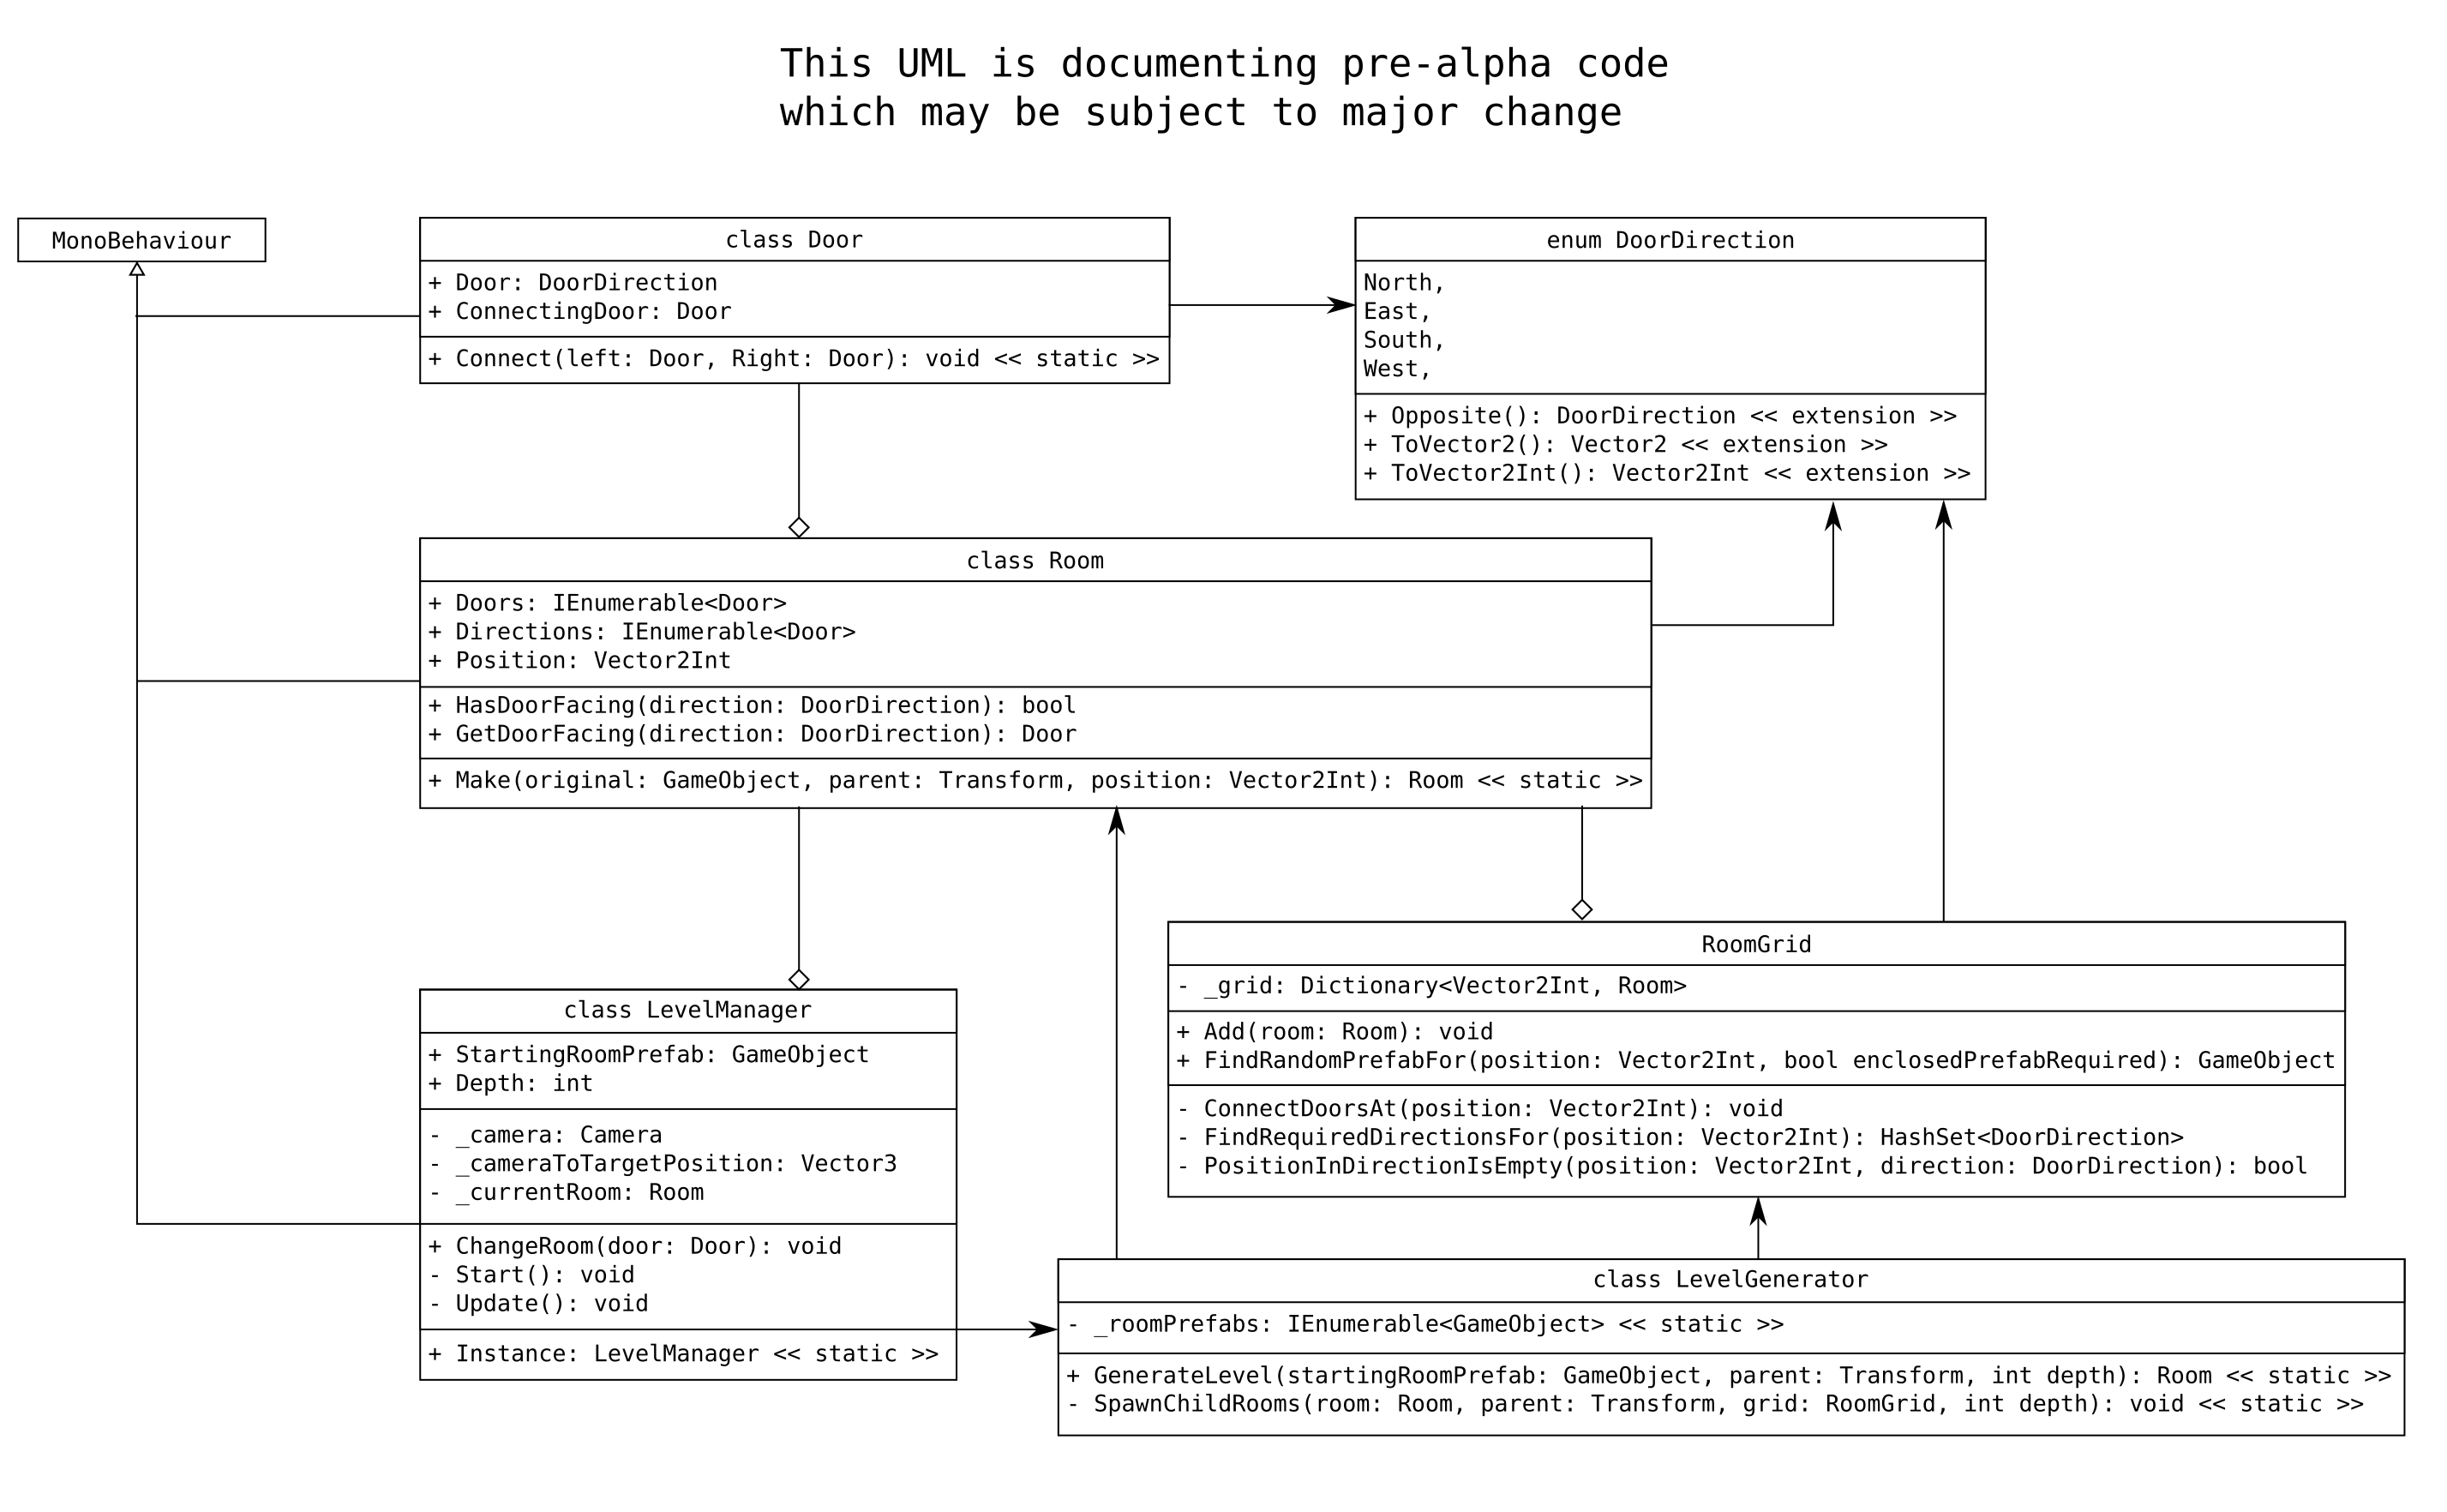 This UML is documenting pre-alpha code
which may be subject to major change
MonoBehaviour
class Door
+ Door: DoorDirection
+ ConnectingDoor: Door
+ Connect(left: Door, Right: Door): void << static >>
enum DoorDirection
North,
East,
South,
West,
+ Opposite(): DoorDirection << extension >>
+ ToVector2(): Vector2 << extension >>
+ ToVector2Int(): Vector2Int << extension >>
class Room
+ Doors: IEnumerable<Door>
+ Directions: IEnumerable<Door>
+ Position: Vector2Int
+ HasDoorFacing(direction: DoorDirection): bool
+ GetDoorFacing(direction: DoorDirection): Door
+ Make(original: GameObject, parent: Transform, position: Vector2Int): Room << static >>
RoomGrid
- _grid: Dictionary<Vector2Int, Room>
+ Add(room: Room): void
+ FindRandomPrefabFor(position: Vector2Int, bool enclosedPrefabRequired): GameObject
- ConnectDoorsAt(position: Vector2Int): void
- FindRequiredDirectionsFor(position: Vector2Int): HashSet<DoorDirection>
- PositionInDirectionIsEmpty(position: Vector2Int, direction: DoorDirection): bool
class LevelManager
+ StartingRoomPrefab: GameObject
+ Depth: int
- _camera: Camera
- _cameraToTargetPosition: Vector3
- _currentRoom: Room
+ ChangeRoom(door: Door): void
- Start(): void
- Update(): void
+ Instance: LevelManager << static >>
class LevelGenerator
- _roomPrefabs: IEnumerable<GameObject> << static >>
+ GenerateLevel(startingRoomPrefab: GameObject, parent: Transform, int depth): Room << static >>
- SpawnChildRooms(room: Room, parent: Transform, grid: RoomGrid, int depth): void << static >>